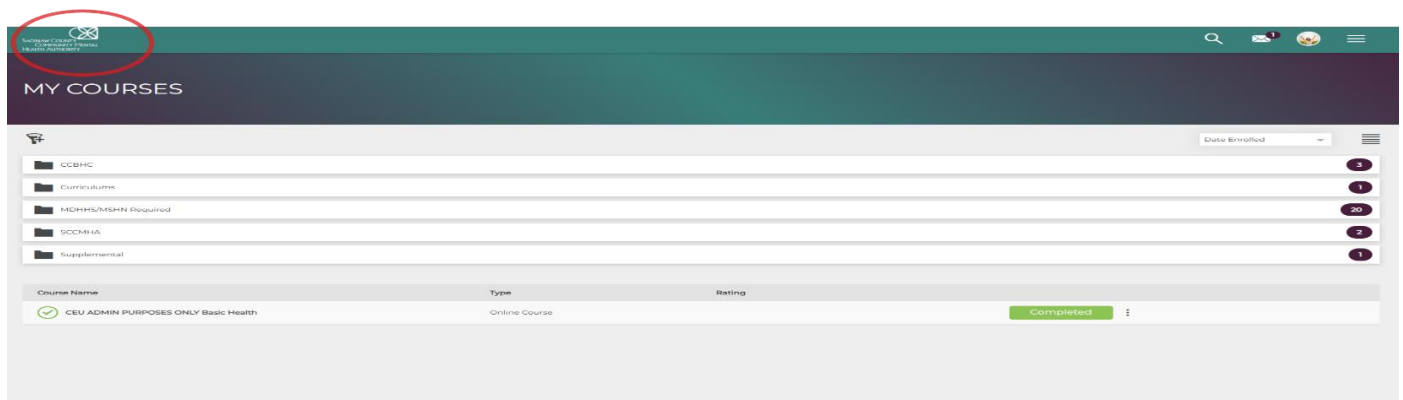 SAGINAW COUNTY
COMMUNITY MENTAL
HEALTH AUTHORITY
1
MY COURSES
Date Enrolled
CCBHC 3
Curriculums 1
MDHHS/MSHN Required 20
SCCMHA 2
Supplemental 1
Course Name Type Rating
CEU ADMIN PURPOSES ONLY Basic Health Online Course Completed